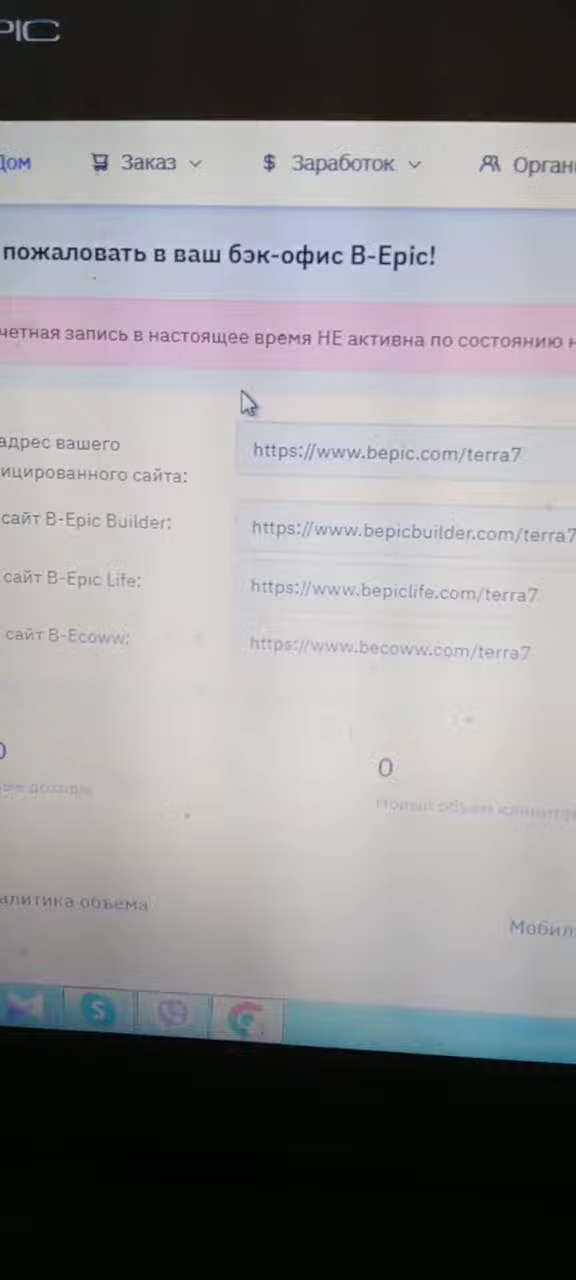 PIC
Дом Заказ $ Заработок Орган
пожаловать в ваш бэк-офис B-Epic!
четная запись в настоящее время НЕ активна по состоянию н
адрес вашего
ицированного сайта:
https://www.bepic.com/terra7
сайт B-Epic Builder:
https://www.bepicbuilder.com/terra7
сайт B-Epic Life:
https://www.bepiclife.com/terra7
сайт B-Ecoww:
https://www.becoww.com/terra7
0
0
Новый объем
алитика объема
Мобил